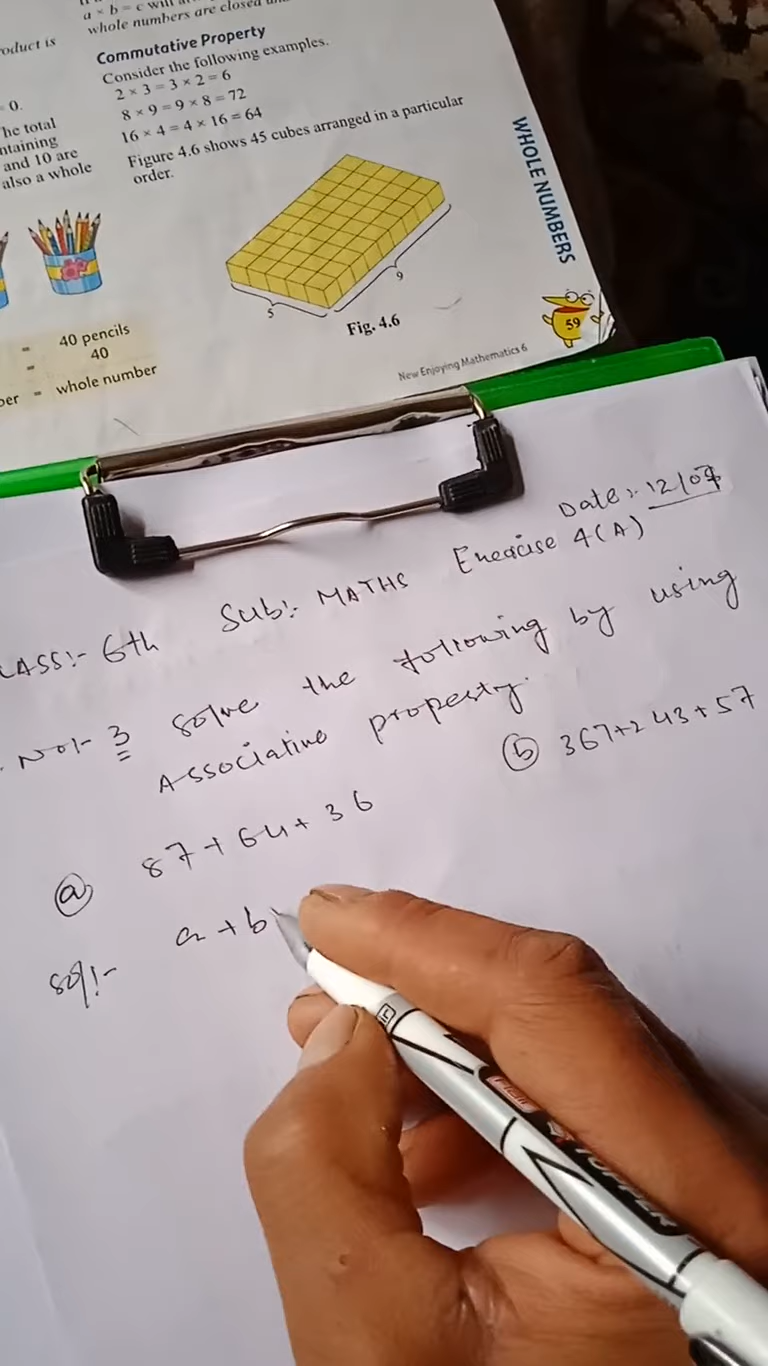 a × b = c will
whole numbers are closed
roduct is
= 0.
he total
ntaining
and 10 are
also a whole
= 40 pencils
= 40
ber = whole number
Commutative Property
Consider the following examples.
2 × 3 = 3 × 2 = 6
8 × 9 = 9 × 8 = 72
16 × 4 = 4 × 16 = 64
Figure 4.6 shows 45 cubes arranged in a particular
order.
5
9
Fig. 4.6
WHOLE NUMBERS
59
New Enjoying Mathematics 6
Date:- 12/07
LASS:- 6th Sub:- MATHS Exercise 4(A)
. No:- 3 Solve the following by using
Associative property.
(a) 87+64+36 (b) 367+243+57
Sol:- a+b